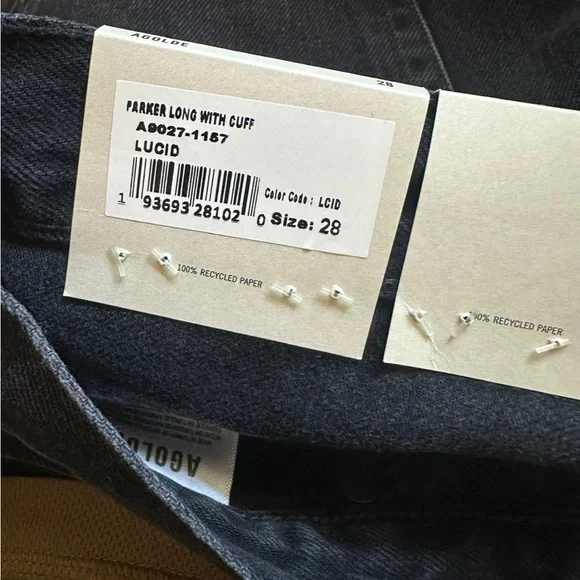 AGOLDE
28
PARKER LONG WITH CUFF
A9027-1157
LUCID
Color Code : LCID
1 93693 28102 0 Size: 28
100% RECYCLED PAPER
100% RECYCLED PAPER
AGOLDE